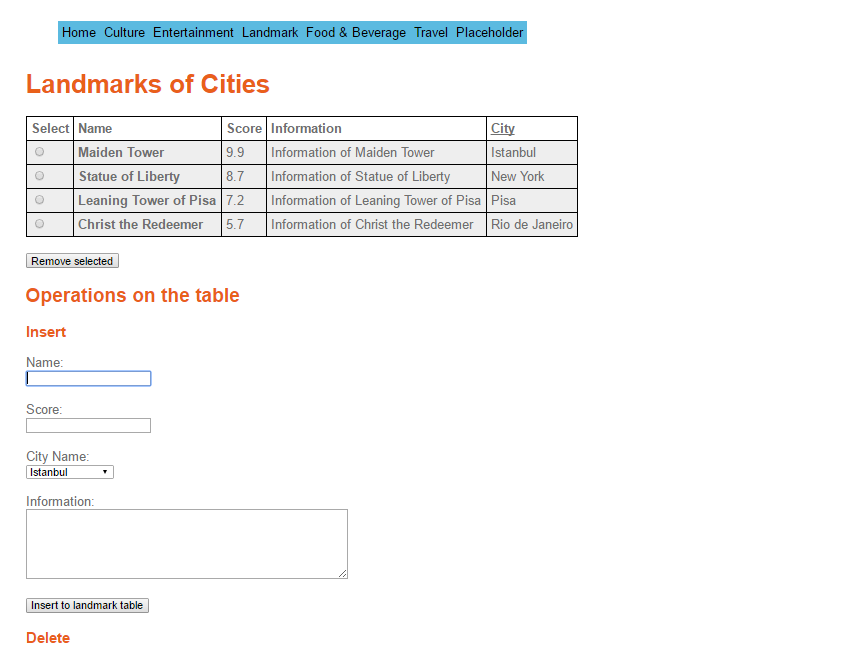 Home Culture Entertainment Landmark Food & Beverage Travel Placeholder
Landmarks of Cities
Select Name Score Information City
Maiden Tower 9.9 Information of Maiden Tower Istanbul
Statue of Liberty 8.7 Information of Statue of Liberty New York
Leaning Tower of Pisa 7.2 Information of Leaning Tower of Pisa Pisa
Christ the Redeemer 5.7 Information of Christ the Redeemer Rio de Janeiro
Remove selected
Operations on the table
Insert
Name:
Score:
City Name:
Istanbul
Information:
Insert to landmark table
Delete